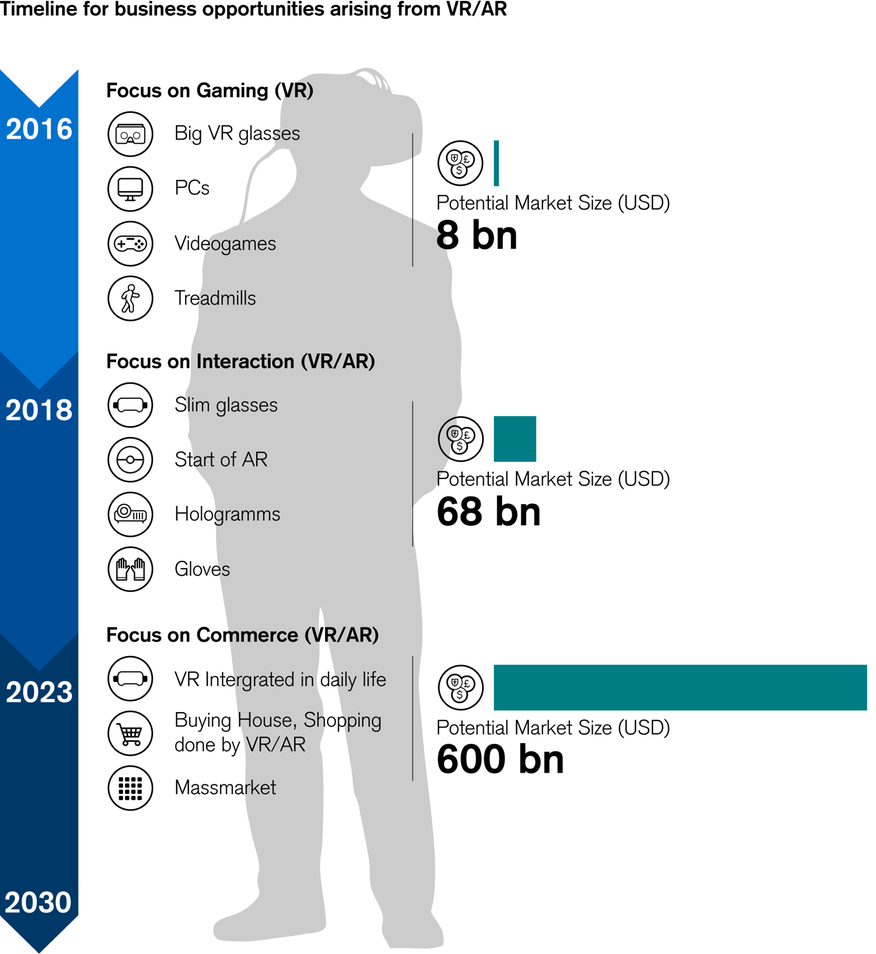 Timeline for business opportunities arising from VR/AR
2016
Focus on Gaming (VR)
Big VR glasses
PCs
Videogames
Treadmills
Potential Market Size (USD)
8 bn
2018
Focus on Interaction (VR/AR)
Slim glasses
Start of AR
Hologramms
Gloves
Potential Market Size (USD)
68 bn
2023
Focus on Commerce (VR/AR)
VR Intergrated in daily life
Buying House, Shopping
done by VR/AR
Massmarket
Potential Market Size (USD)
600 bn
2030